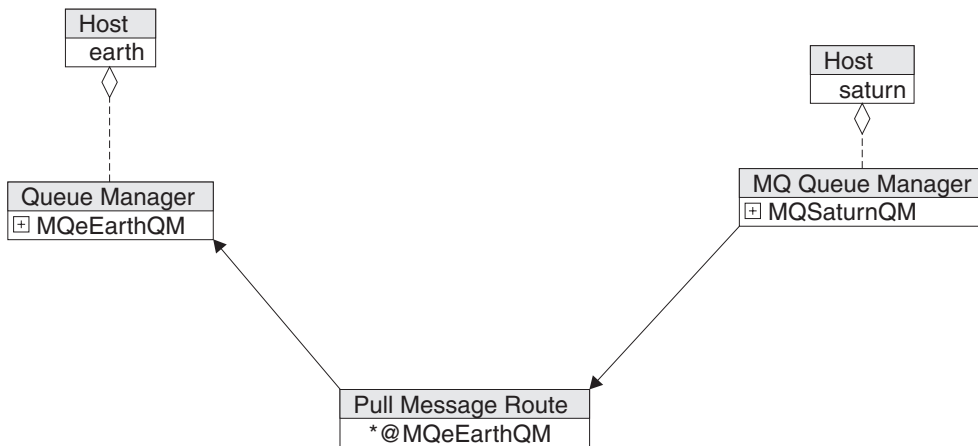 Host
earth
Host
saturn
Queue Manager
+ MQeEarthQM
MQ Queue Manager
+ MQSaturnQM
Pull Message Route
*@MQeEarthQM